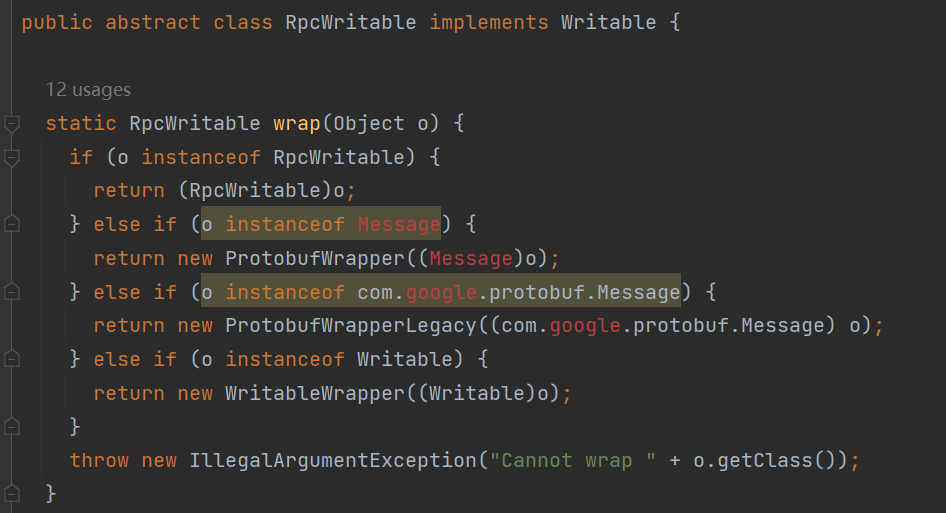 public abstract class RpcWritable implements Writable {
12 usages
static RpcWritable wrap(Object o) {
if (o instanceof RpcWritable) {
return (RpcWritable)o;
} else if (o instanceof Message) {
return new ProtobufWrapper((Message)o);
} else if (o instanceof com.google.protobuf.Message) {
return new ProtobufWrapperLegacy((com.google.protobuf.Message) o);
} else if (o instanceof Writable) {
return new WritableWrapper((Writable)o);
}
throw new IllegalArgumentException("Cannot wrap " + o.getClass());
}